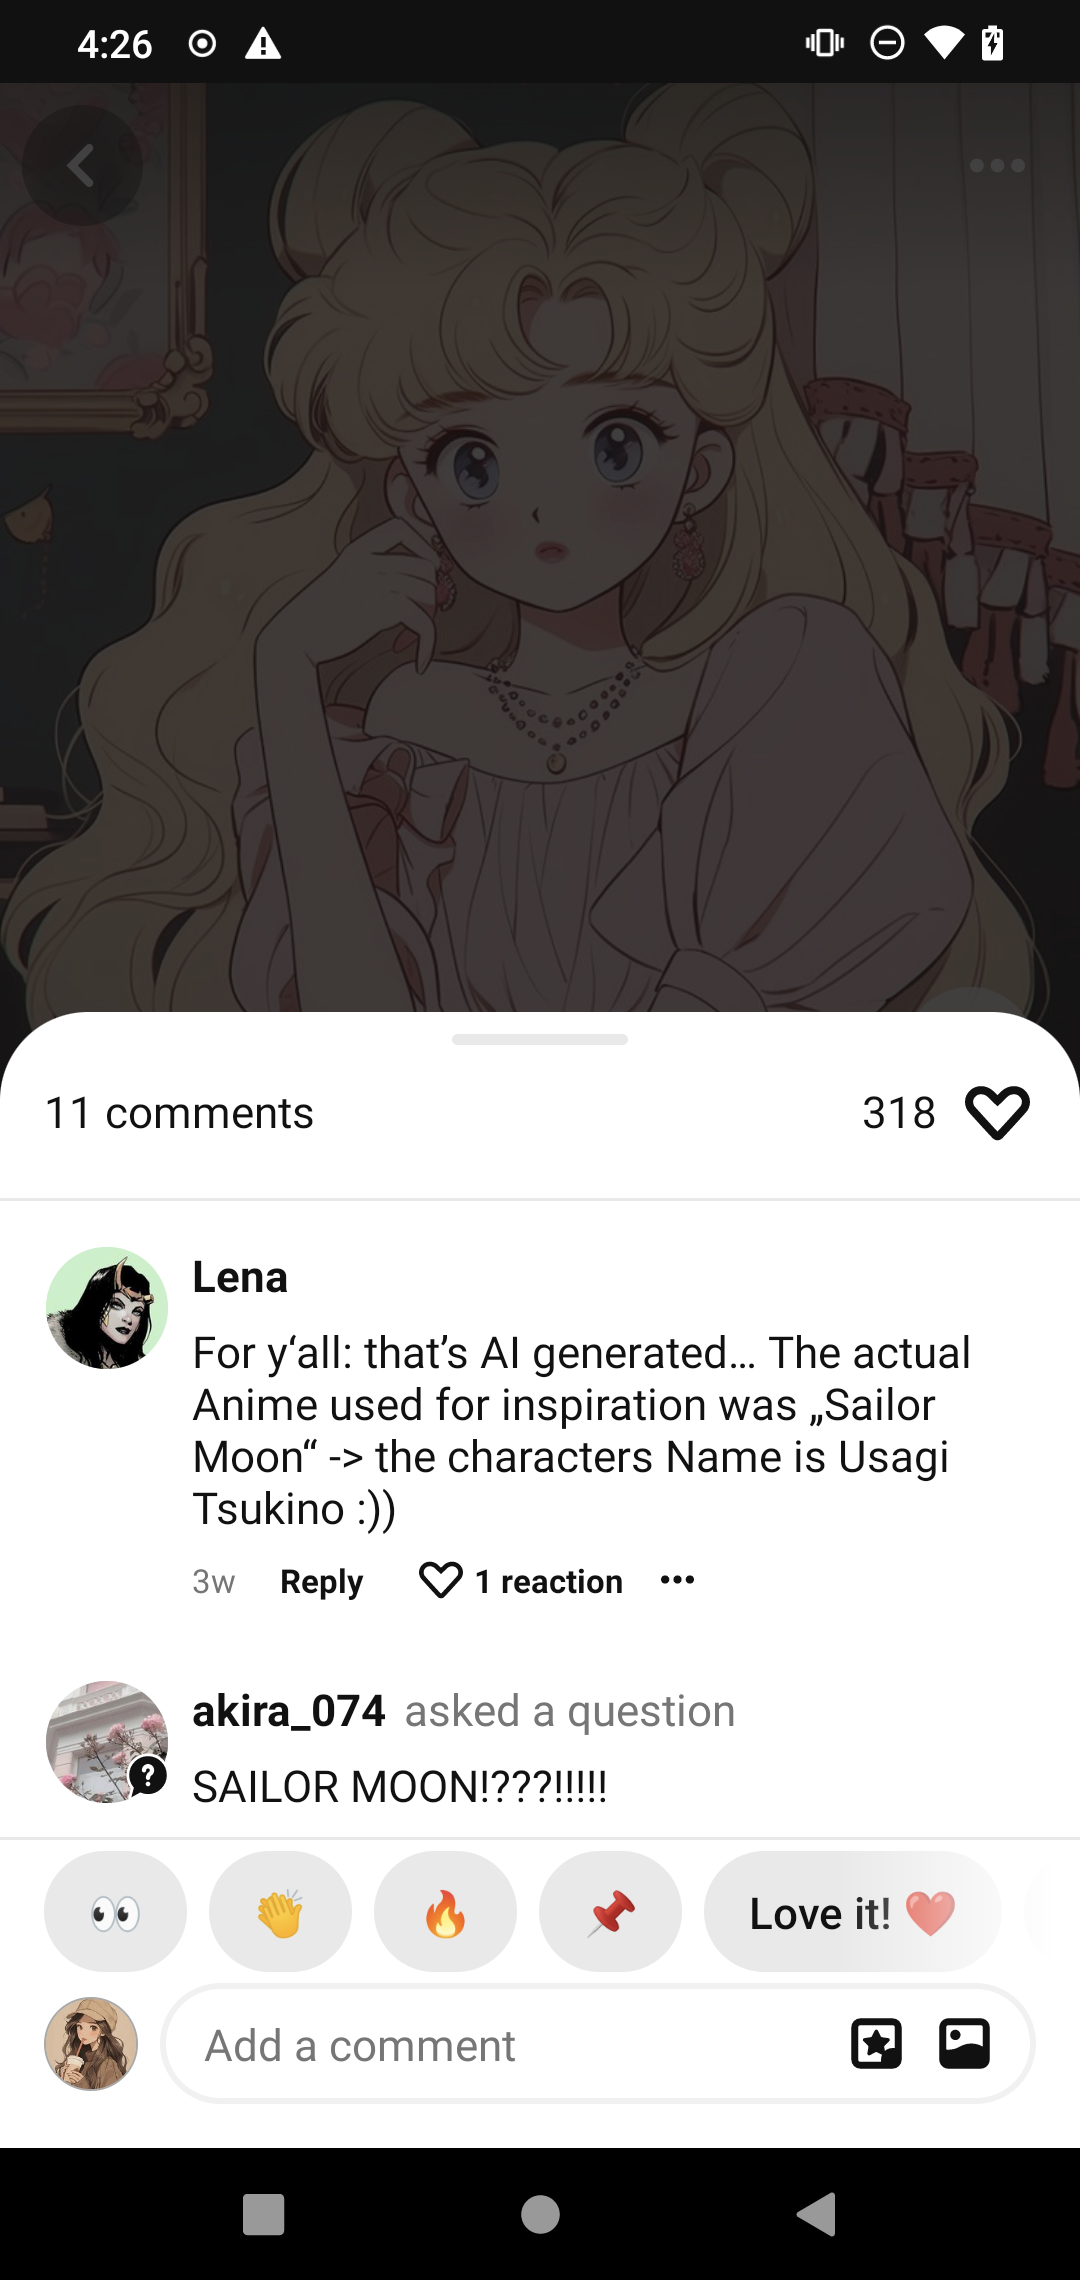 4:26
11 comments
318
Lena
For y‘all: that’s AI generated... The actual
Anime used for inspiration was „Sailor
Moon“ -> the characters Name is Usagi
Tsukino :))
3w Reply 1 reaction
akira_074 asked a question
SAILOR MOON!???!!!!!
Love it! ❤️
Add a comment